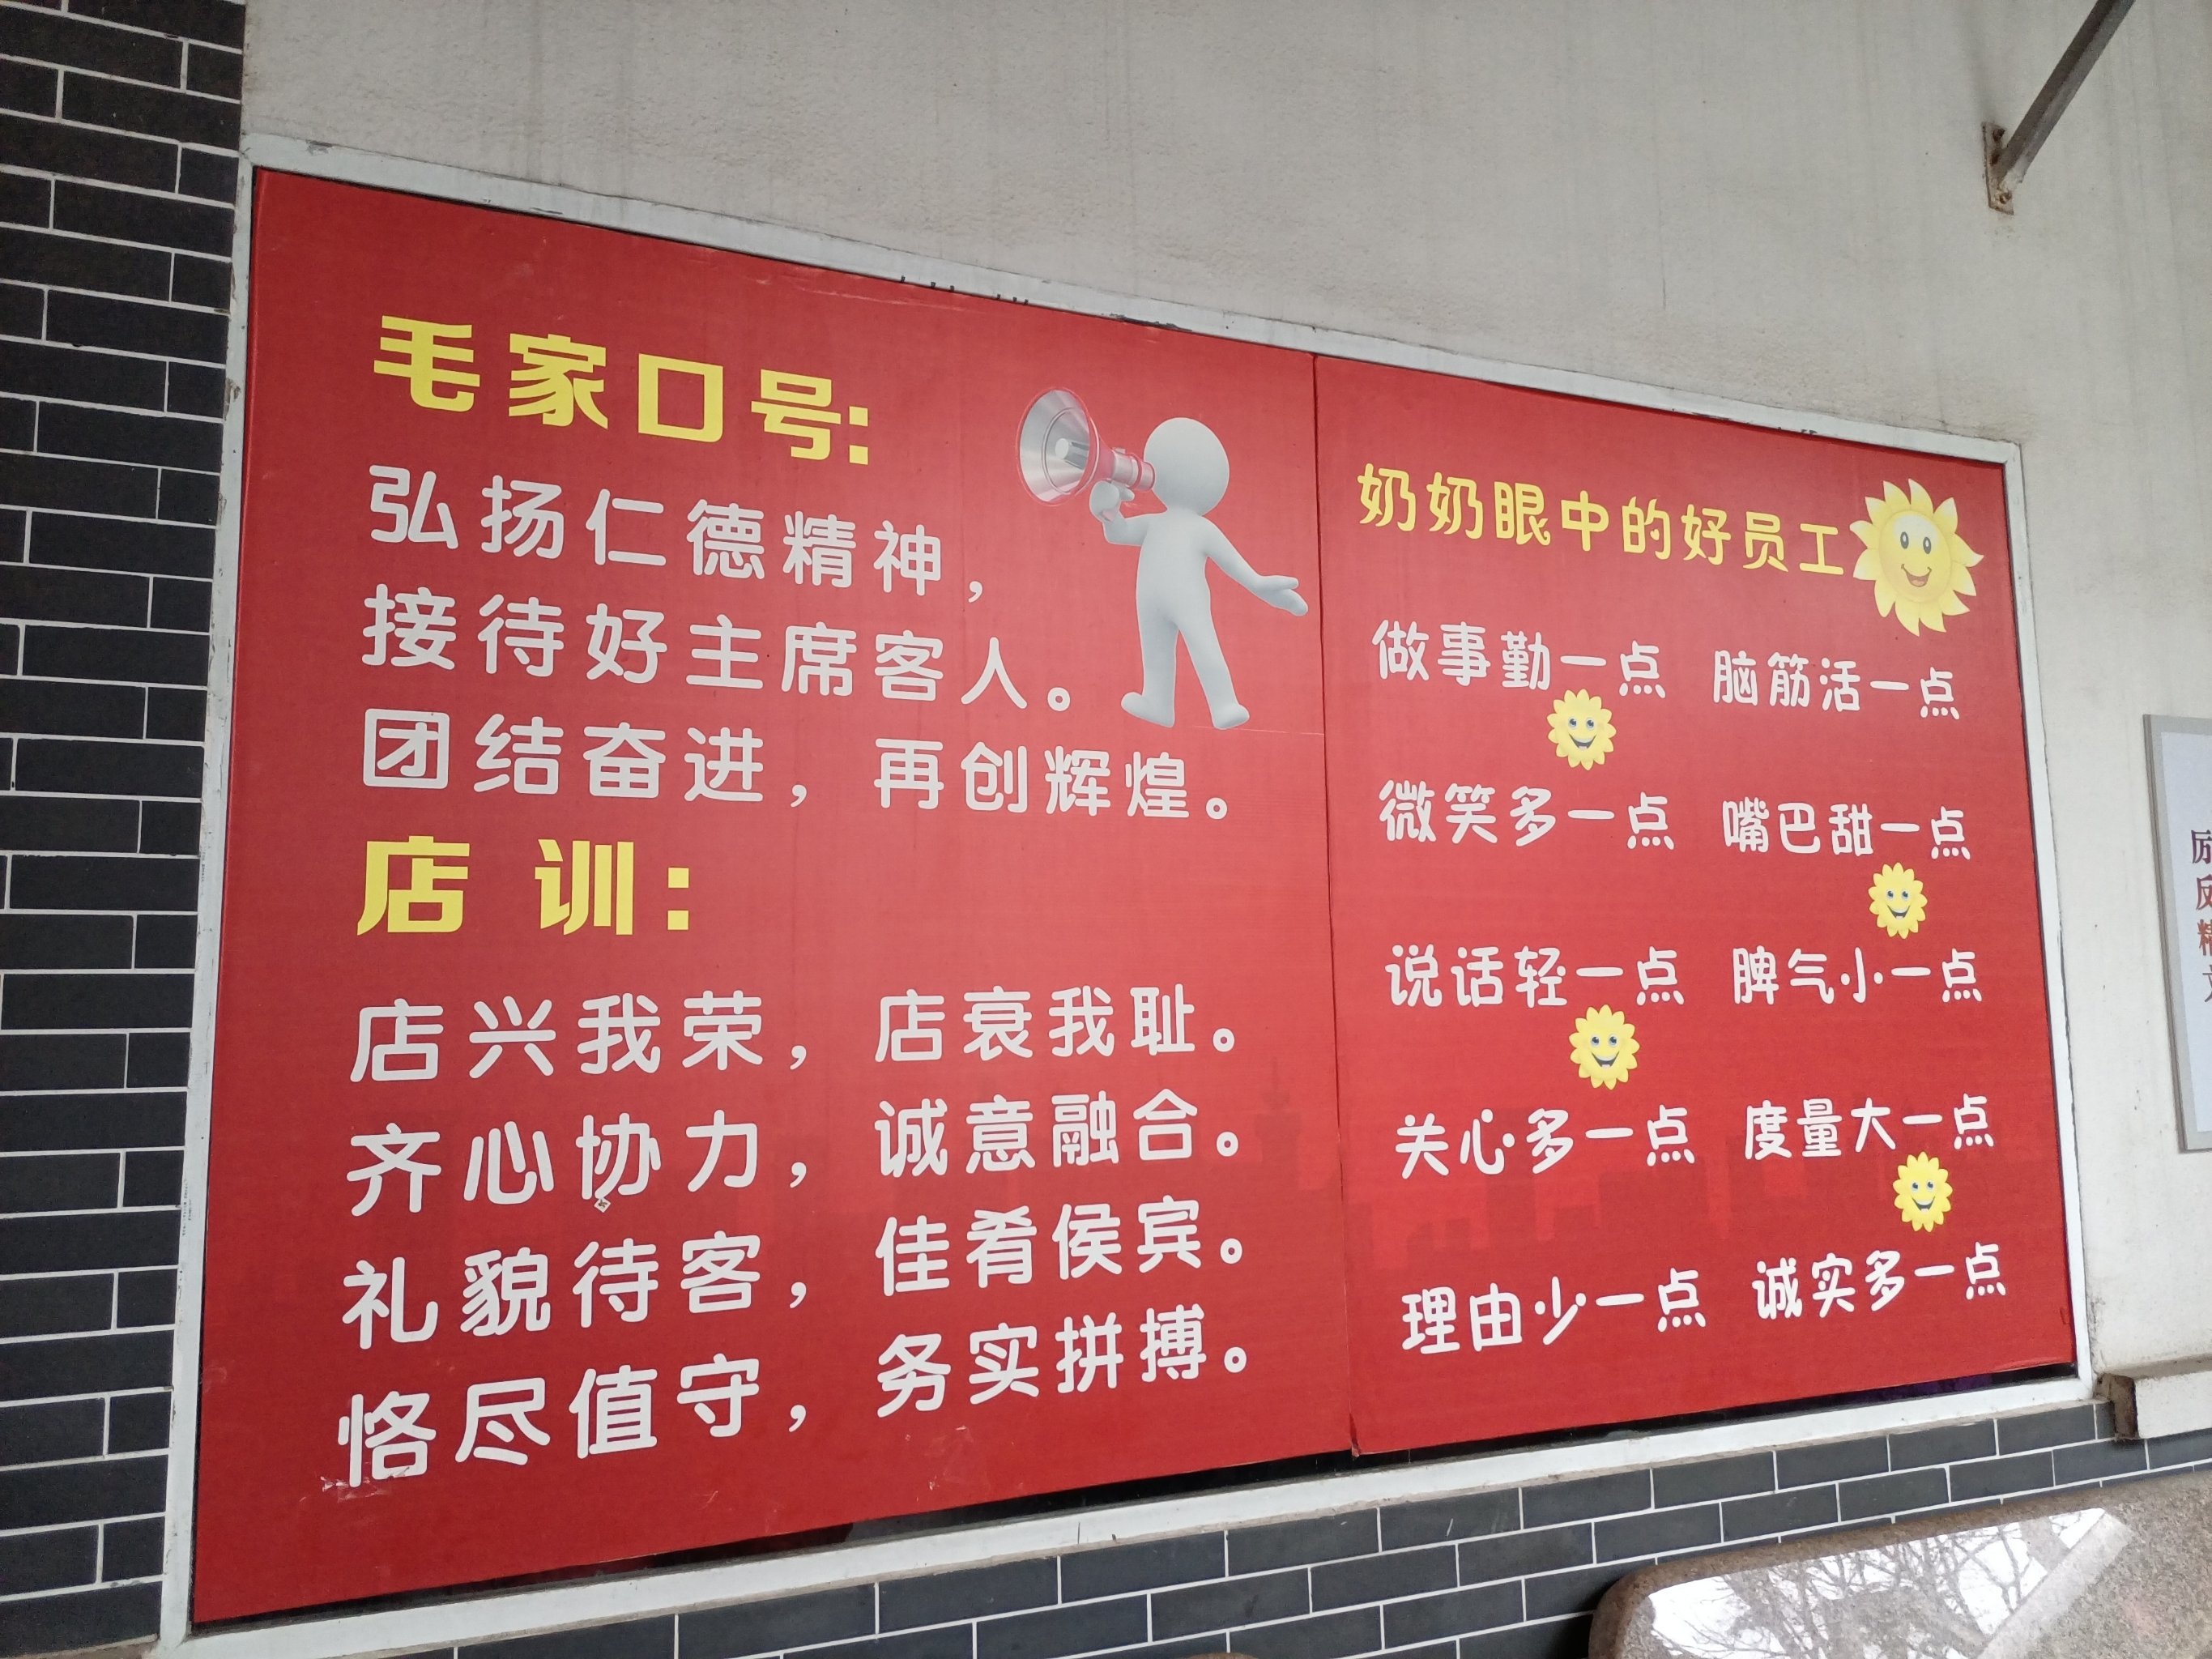 毛家口号：
弘扬仁德精神，
接待好主席客人。
团结奋进，再创辉煌。
店 训：
店兴我荣，店衰我耻。
齐心协力，诚意融合。
礼貌待客，佳肴侯宾。
恪尽值守，务实拼搏。
奶奶眼中的好员工
做事勤一点 脑筋活一点
微笑多一点 嘴巴甜一点
说话轻一点 脾气小一点
关心多一点 度量大一点
理由少一点 诚实多一点